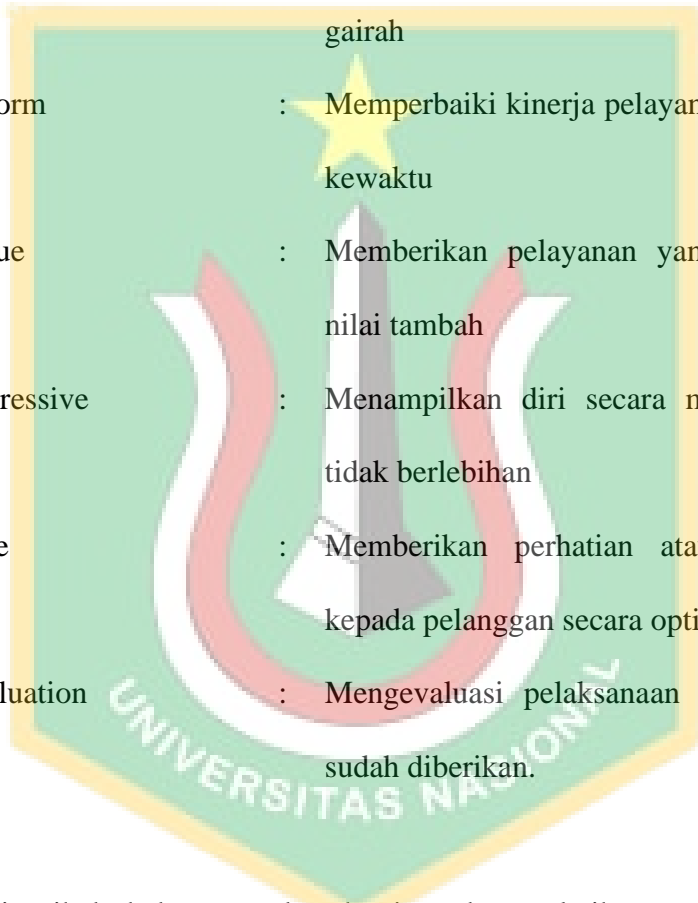 gairah
orm : Memperbaiki kinerja pelayan
kewaktu
ue : Memberikan pelayanan yan
nilai tambah
ressive : Menampilkan diri secara n
tidak berlebihan
e : Memberikan perhatian ata
kepada pelanggan secara opti
luation : Mengevaluasi pelaksanaan
sudah diberikan.
UNIVERSITAS NASIONAL